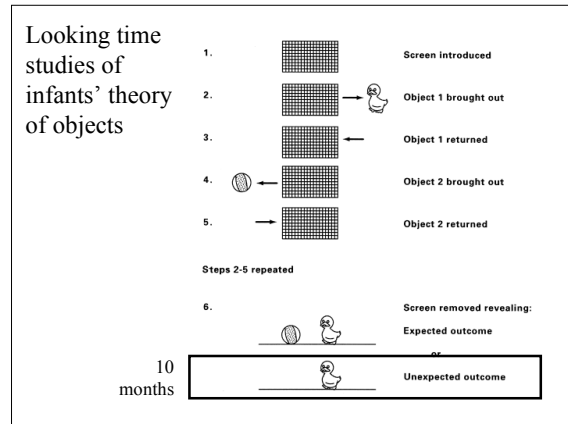 Looking time
studies of
infants' theory
of objects
1. Screen introduced
2. Object 1 brought out
3. Object 1 returned
4. Object 2 brought out
5. Object 2 returned
Steps 2-5 repeated
6. Screen removed revealing:
Expected outcome
or
10
months
Unexpected outcome